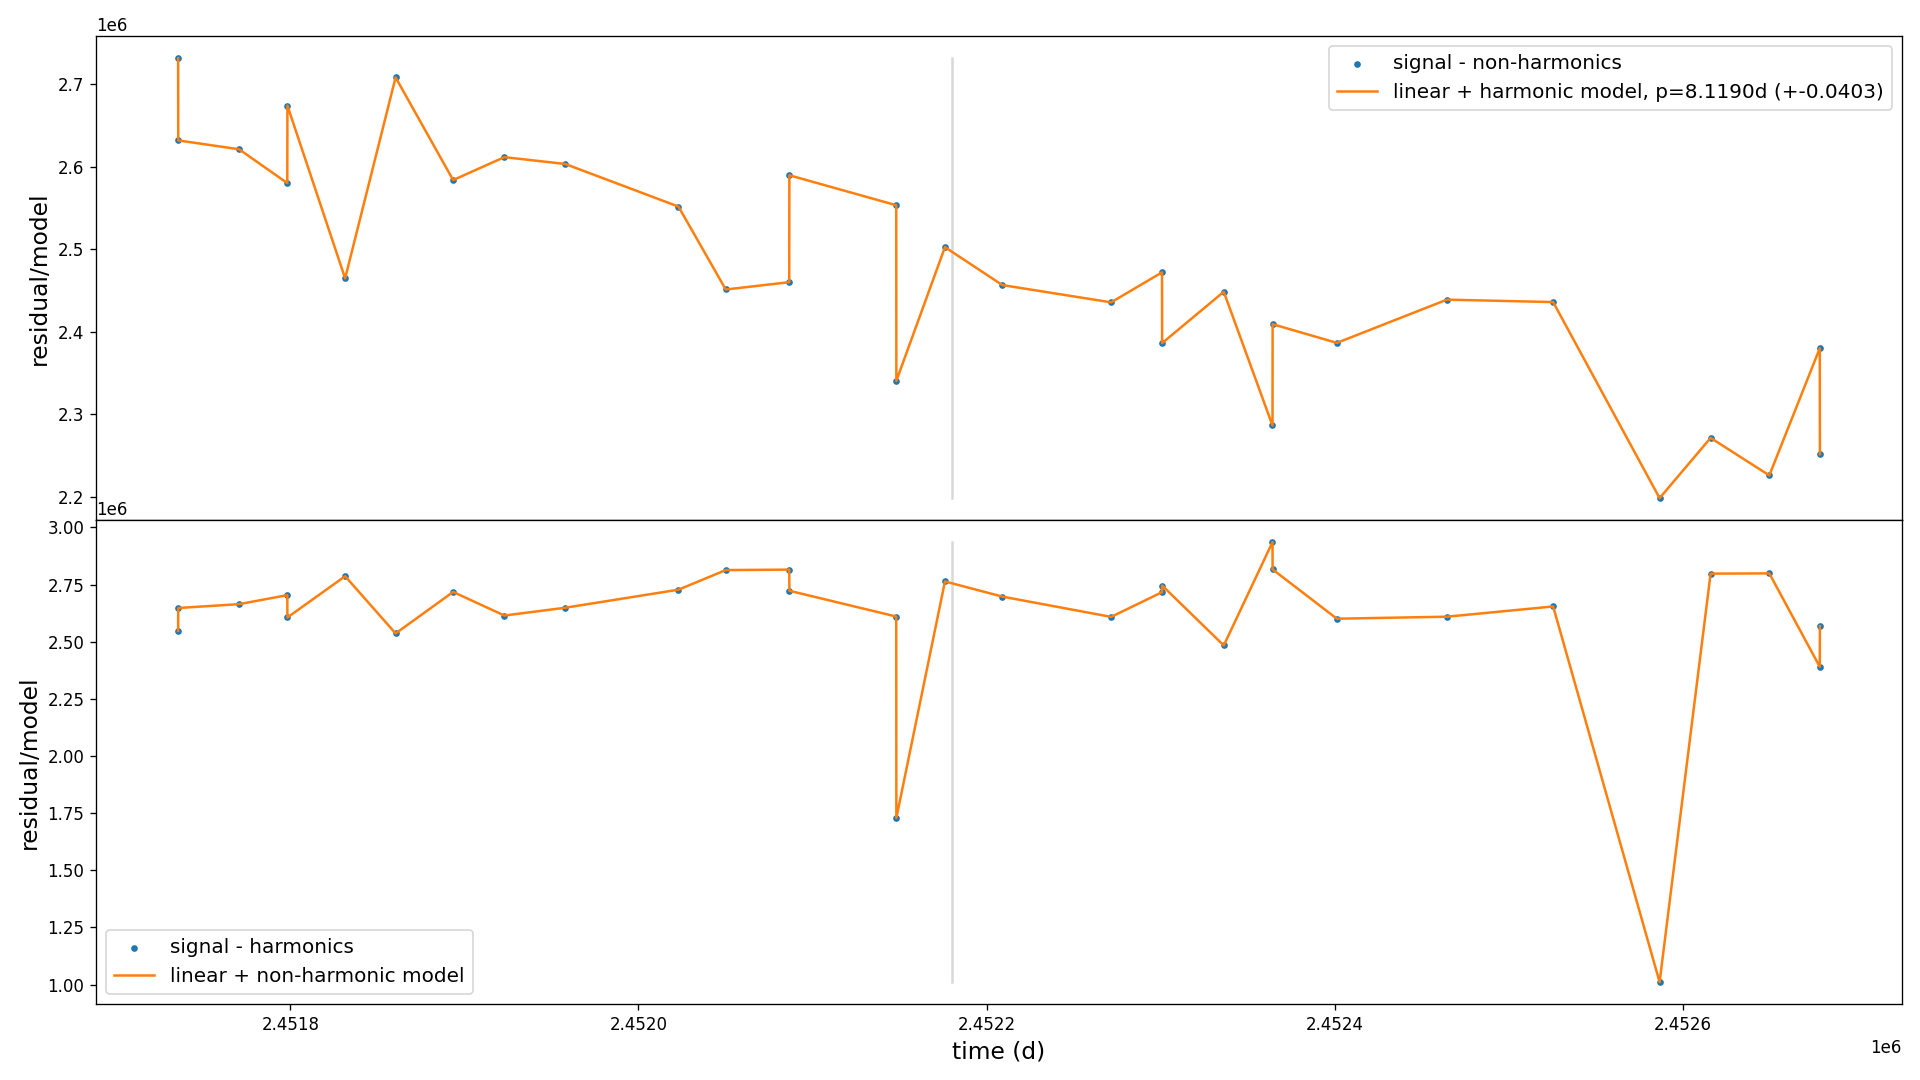 1e6
signal - non-harmonics
linear + harmonic model, p=8.1190d (+-0.0403)
2.7
2.6
2.5
2.4
2.3
2.2
residual/model
1e6
3.00
2.75
2.50
2.25
2.00
1.75
1.50
1.25
1.00
residual/model
signal - harmonics
linear + non-harmonic model
2.4518
2.4520
2.4522
2.4524
2.4526
1e6
time (d)